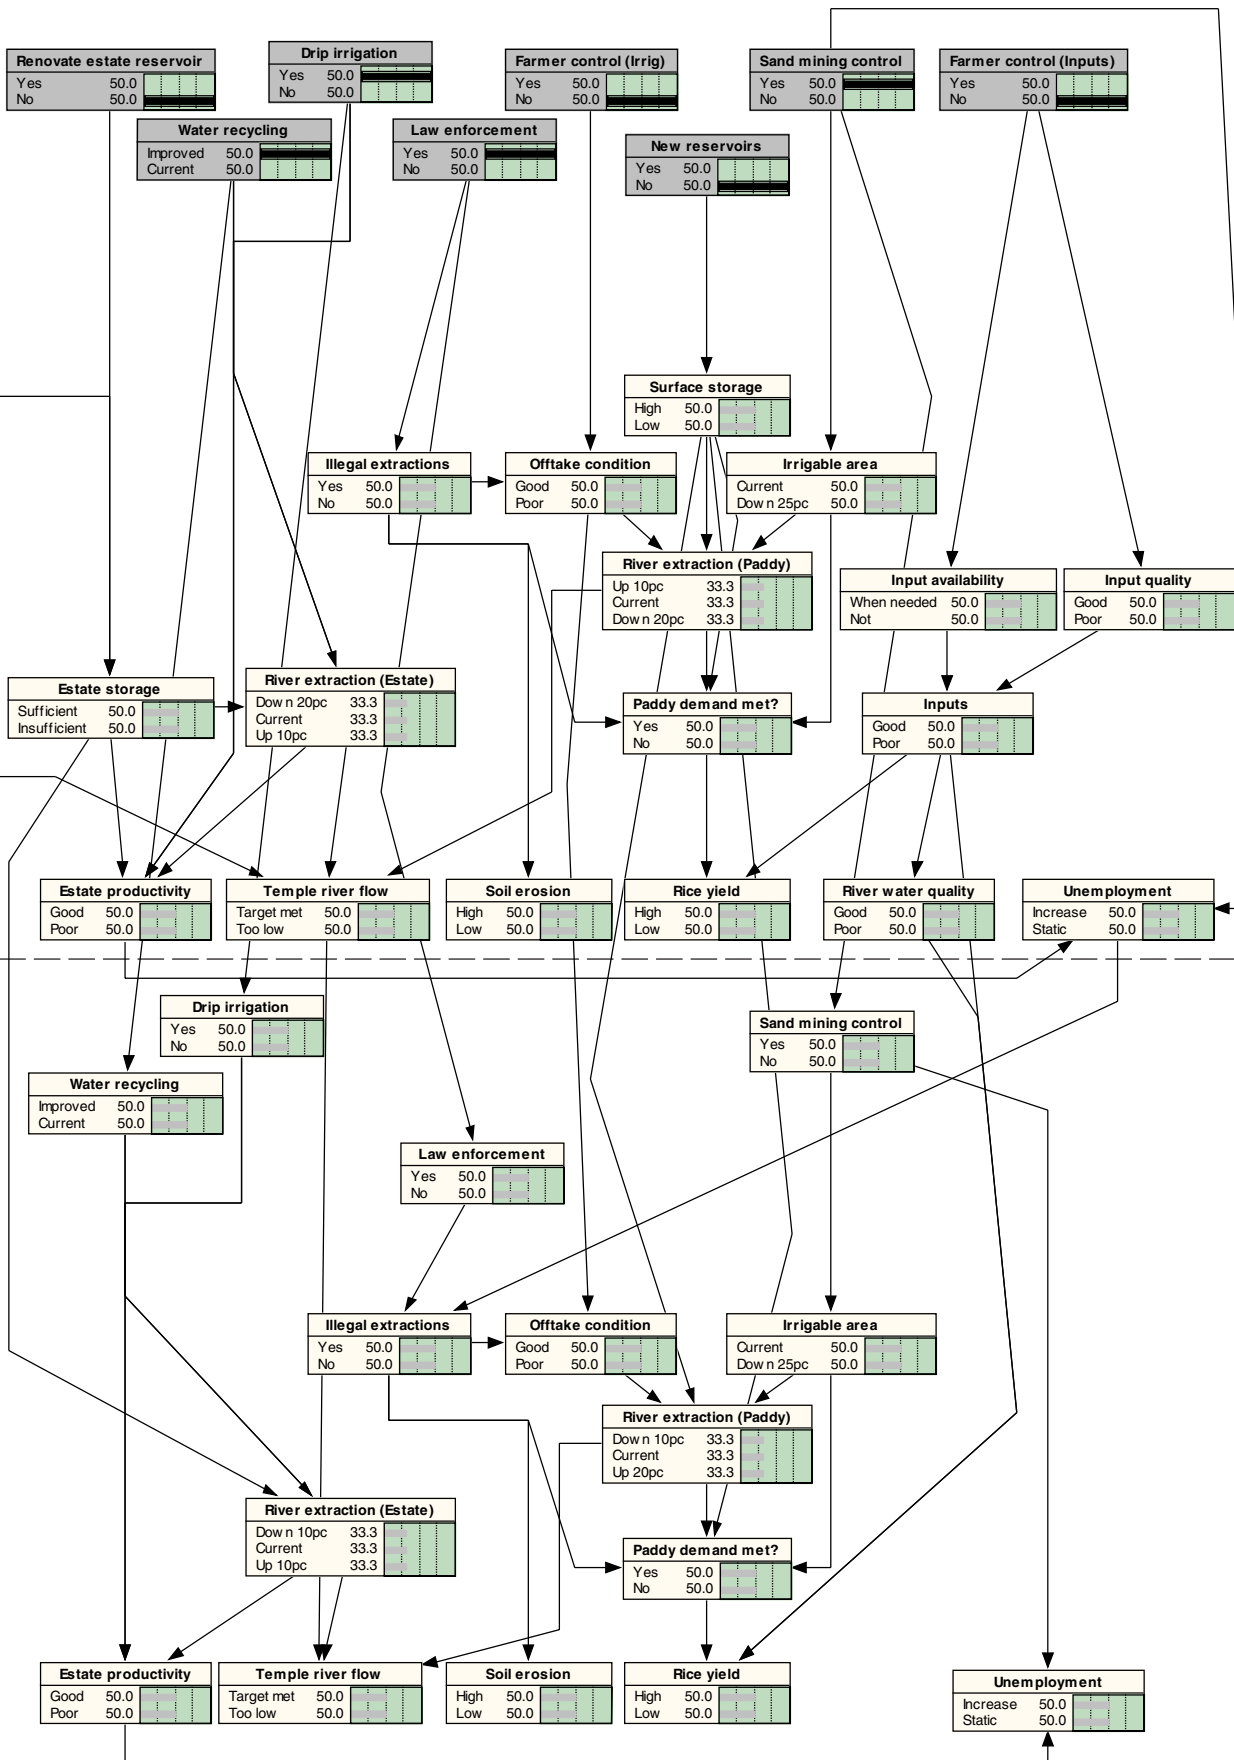 Renovate estate reservoir
Yes 50.0
No 50.0
Drip irrigation
Yes 50.0
No 50.0
Farmer control (Irrig)
Yes 50.0
No 50.0
Sand mining control
Yes 50.0
No 50.0
Farmer control (Inputs)
Yes 50.0
No 50.0
Water recycling
Improved 50.0
Current 50.0
Law enforcement
Yes 50.0
No 50.0
New reservoirs
Yes 50.0
No 50.0
Surface storage
High 50.0
Low 50.0
Illegal extractions
Yes 50.0
No 50.0
Offtake condition
Good 50.0
Poor 50.0
Irrigable area
Current 50.0
Down 25pc 50.0
River extraction (Paddy)
Up 10pc 33.3
Current 33.3
Down 20pc 33.3
Input availability
When needed 50.0
Not 50.0
Input quality
Good 50.0
Poor 50.0
Estate storage
Sufficient 50.0
Insufficient 50.0
River extraction (Estate)
Down 20pc 33.3
Current 33.3
Up 10pc 33.3
Paddy demand met?
Yes 50.0
No 50.0
Inputs
Good 50.0
Poor 50.0
Estate productivity
Good 50.0
Poor 50.0
Temple river flow
Target met 50.0
Too low 50.0
Soil erosion
High 50.0
Low 50.0
Rice yield
High 50.0
Low 50.0
River water quality
Good 50.0
Poor 50.0
Unemployment
Increase 50.0
Static 50.0
Drip irrigation
Yes 50.0
No 50.0
Sand mining control
Yes 50.0
No 50.0
Water recycling
Improved 50.0
Current 50.0
Law enforcement
Yes 50.0
No 50.0
Illegal extractions
Yes 50.0
No 50.0
Offtake condition
Good 50.0
Poor 50.0
Irrigable area
Current 50.0
Down 25pc 50.0
River extraction (Paddy)
Down 10pc 33.3
Current 33.3
Up 20pc 33.3
River extraction (Estate)
Down 10pc 33.3
Current 33.3
Up 10pc 33.3
Paddy demand met?
Yes 50.0
No 50.0
Estate productivity
Good 50.0
Poor 50.0
Temple river flow
Target met 50.0
Too low 50.0
Soil erosion
High 50.0
Low 50.0
Rice yield
High 50.0
Low 50.0
Unemployment
Increase 50.0
Static 50.0